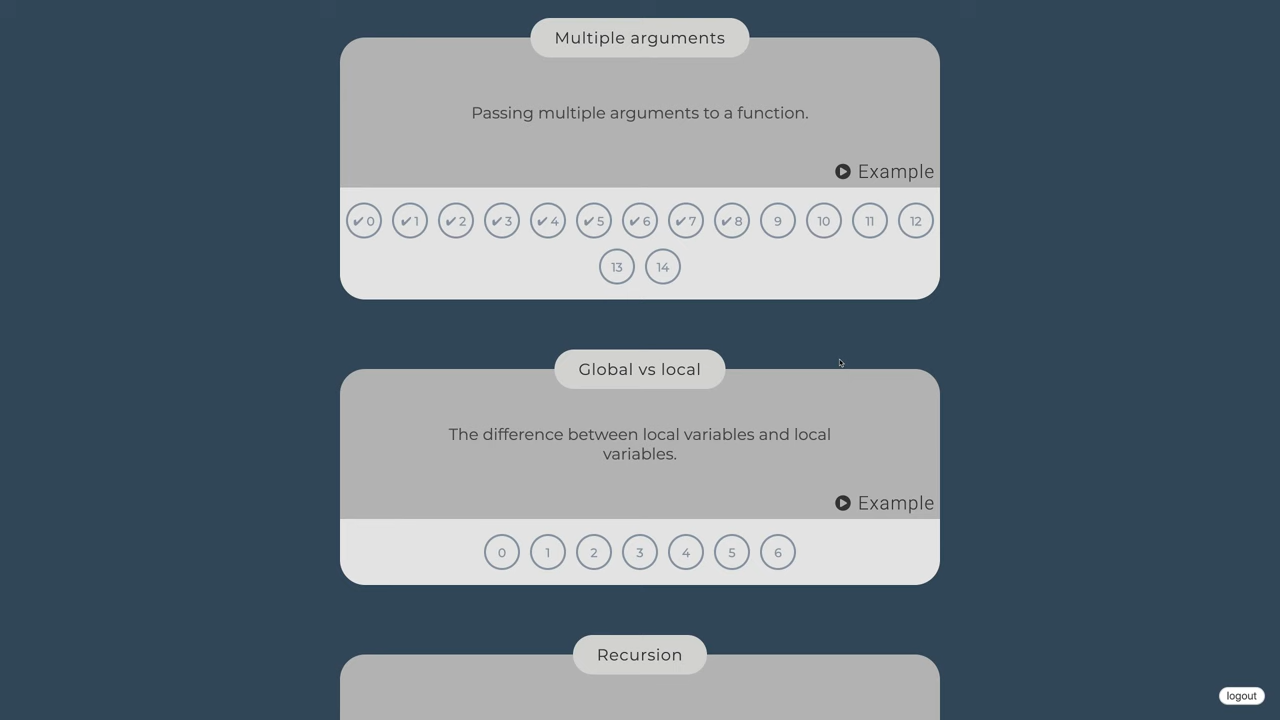 Multiple arguments
Passing multiple arguments to a function.
Example
✔ 0 ✔ 1 ✔ 2 ✔ 3 ✔ 4 ✔ 5 ✔ 6 ✔ 7 ✔ 8 9 10 11 12
13 14
Global vs local
The difference between local variables and local
variables.
Example
0 1 2 3 4 5 6
Recursion
logout